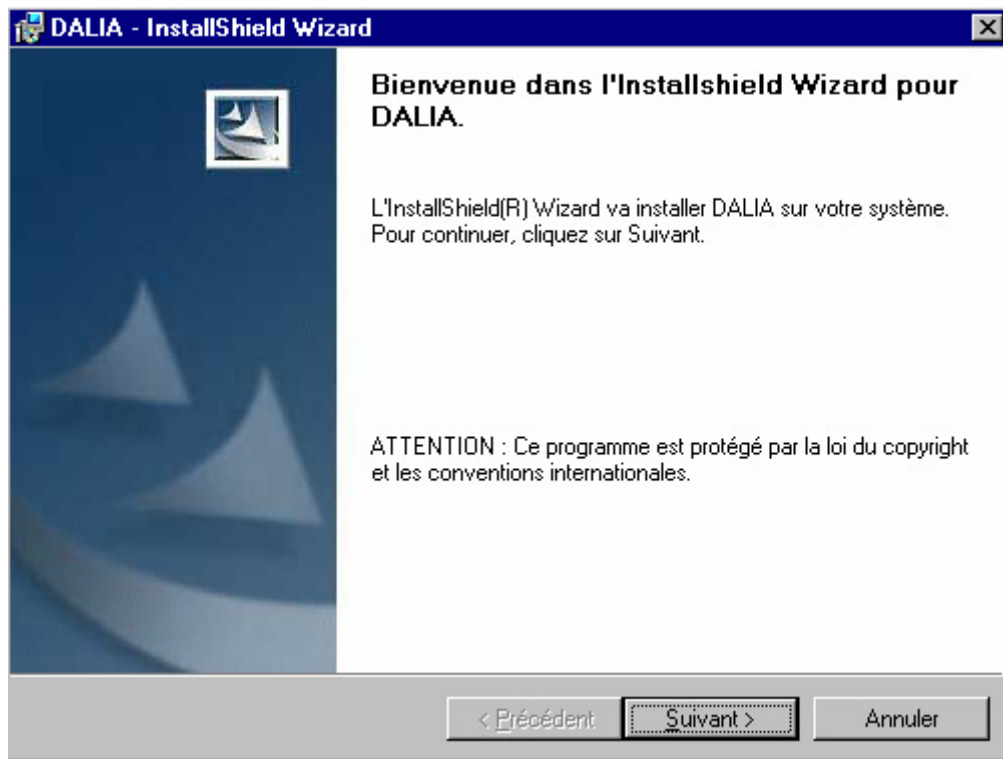 DALIA - InstallShield Wizard
Bienvenue dans l'Installshield Wizard pour
DALIA.
L'InstallShield(R) Wizard va installer DALIA sur votre système.
Pour continuer, cliquez sur Suivant.
ATTENTION : Ce programme est protégé par la loi du copyright
et les conventions internationales.
< Précédent
Suivant >
Annuler